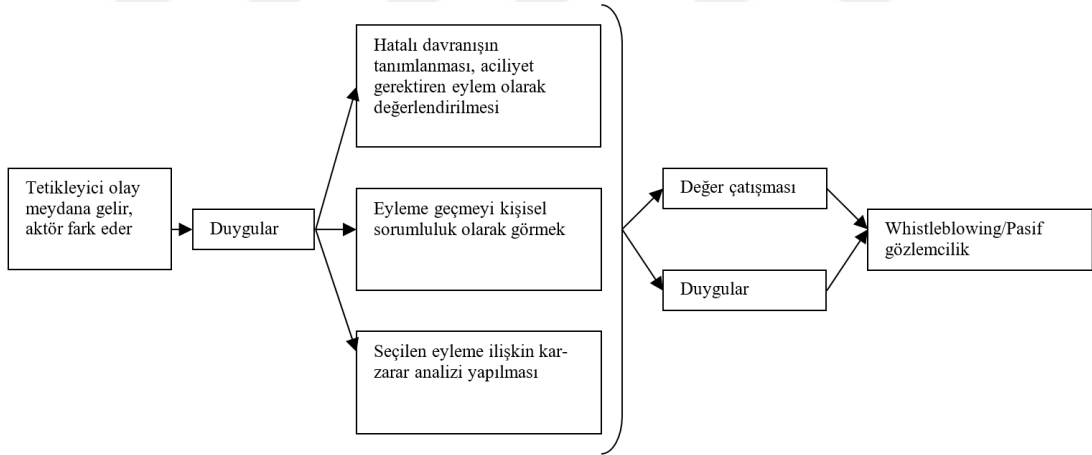 Tetikleyici olay
meydana gelir,
aktör fark eder
Duygular
Hatalı davranışın
tanımlanması, aciliyet
gerektiren eylem olarak
değerlendirilmesi
Eyleme geçmeyi kişisel
sorumluluk olarak görmek
Seçilen eyleme ilişkin kar-
zarar analizi yapılması
Değer çatışması
Duygular
Whistleblowing/Pasif
gözlemcilik